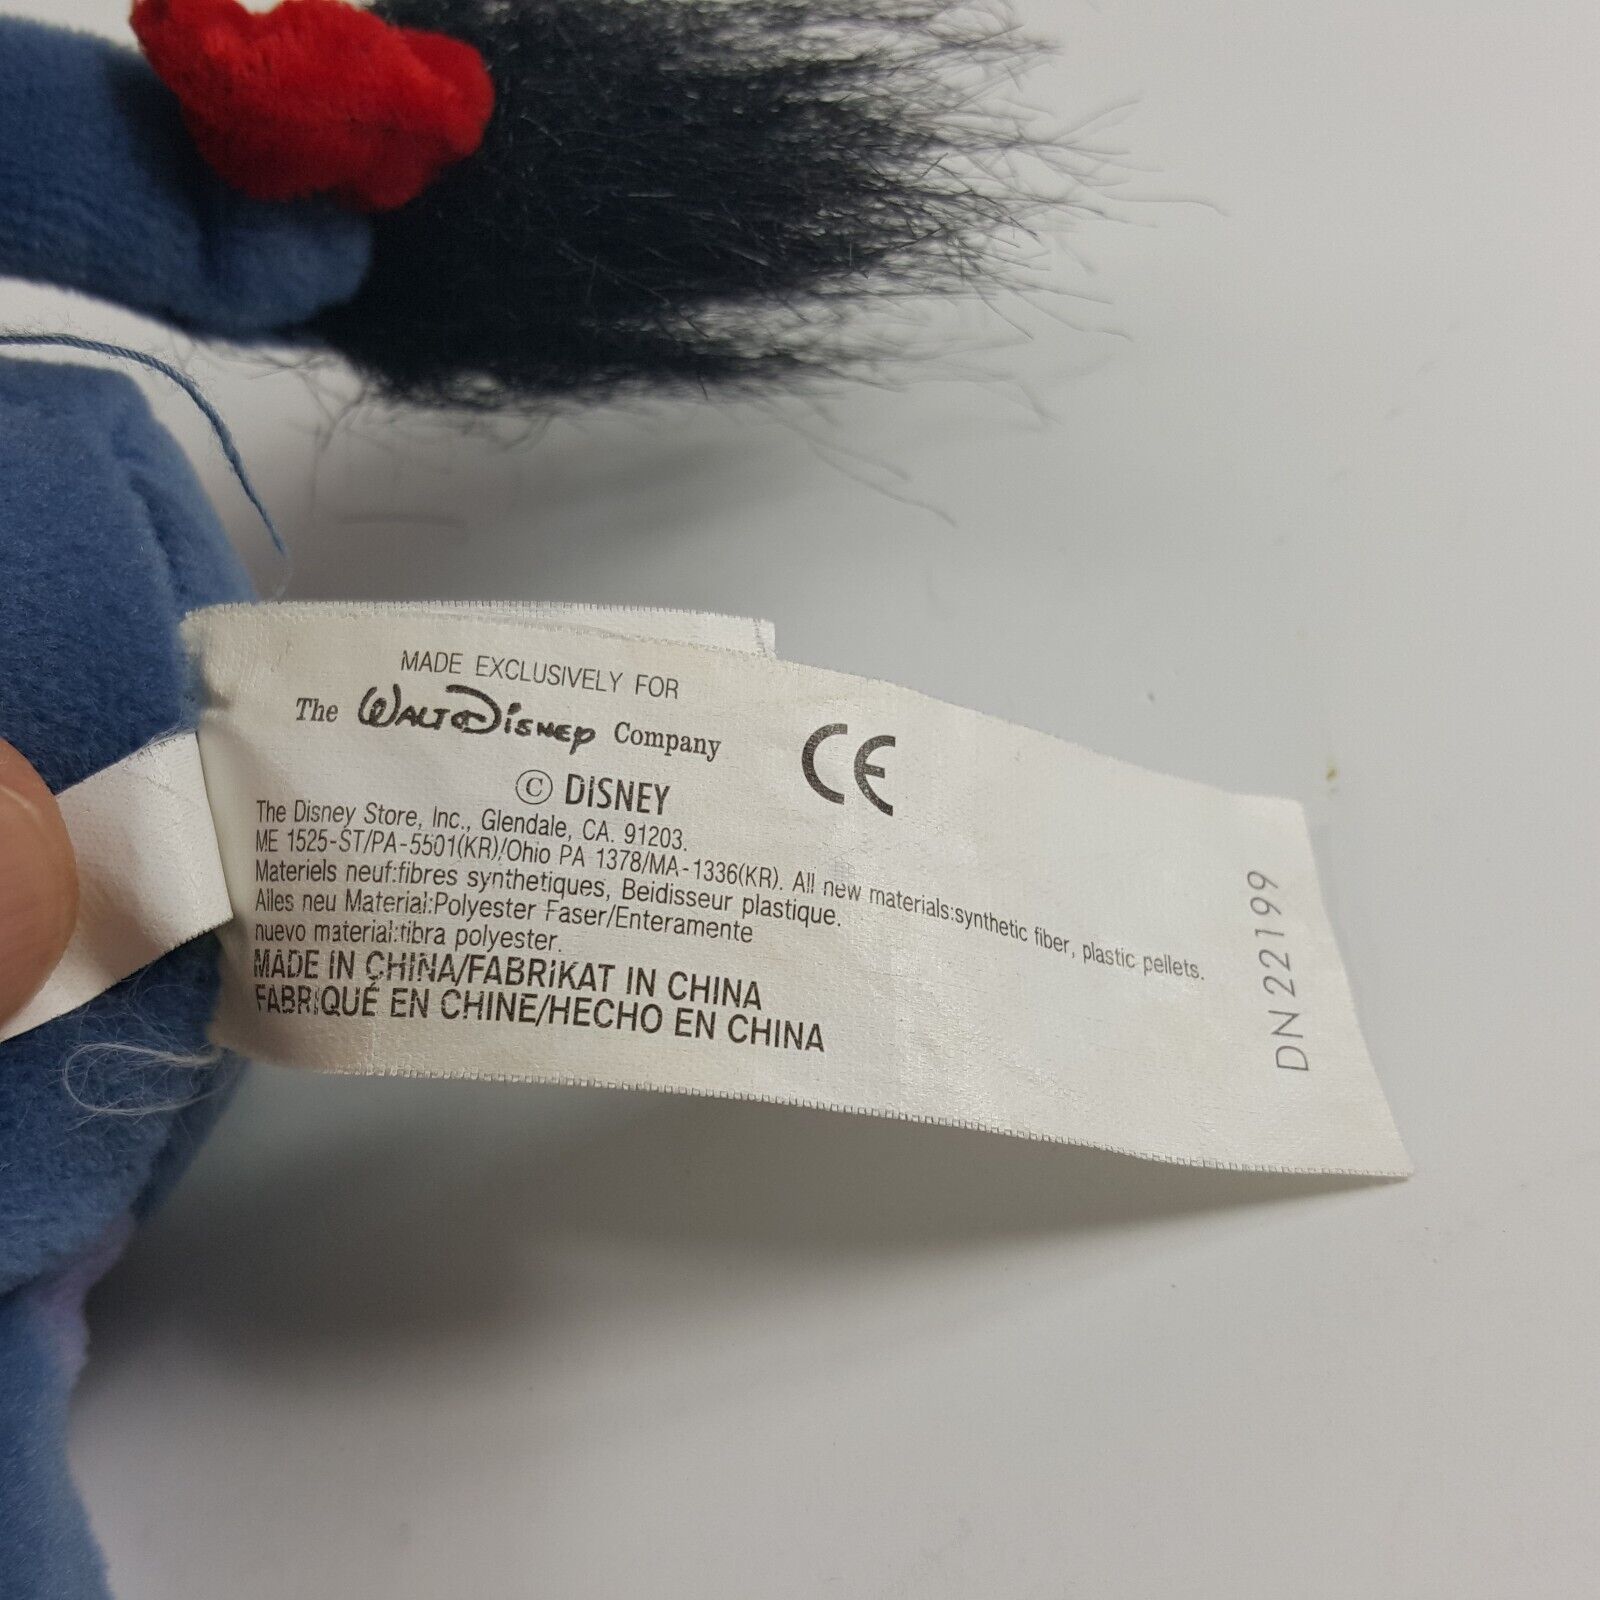 MADE EXCLUSIVELY FOR
The WALT DISNEY Company
© DISNEY
CE
The Disney Store, Inc., Glendale, CA. 91203.
ME 1525-ST/PA-5501(KR)/Ohio PA 1378/MA-1336(KR). All new materials:synthetic fiber, plastic pellets.
Materiels neuf:fibres synthetiques, Beidisseur plastique.
Alles neu Material:Polyester Faser/Enteramente
nuevo material:fibra polyester.
MADE IN CHINA/FABRIKAT IN CHINA
FABRIQUÉ EN CHINE/HECHO EN CHINA
DN 22199